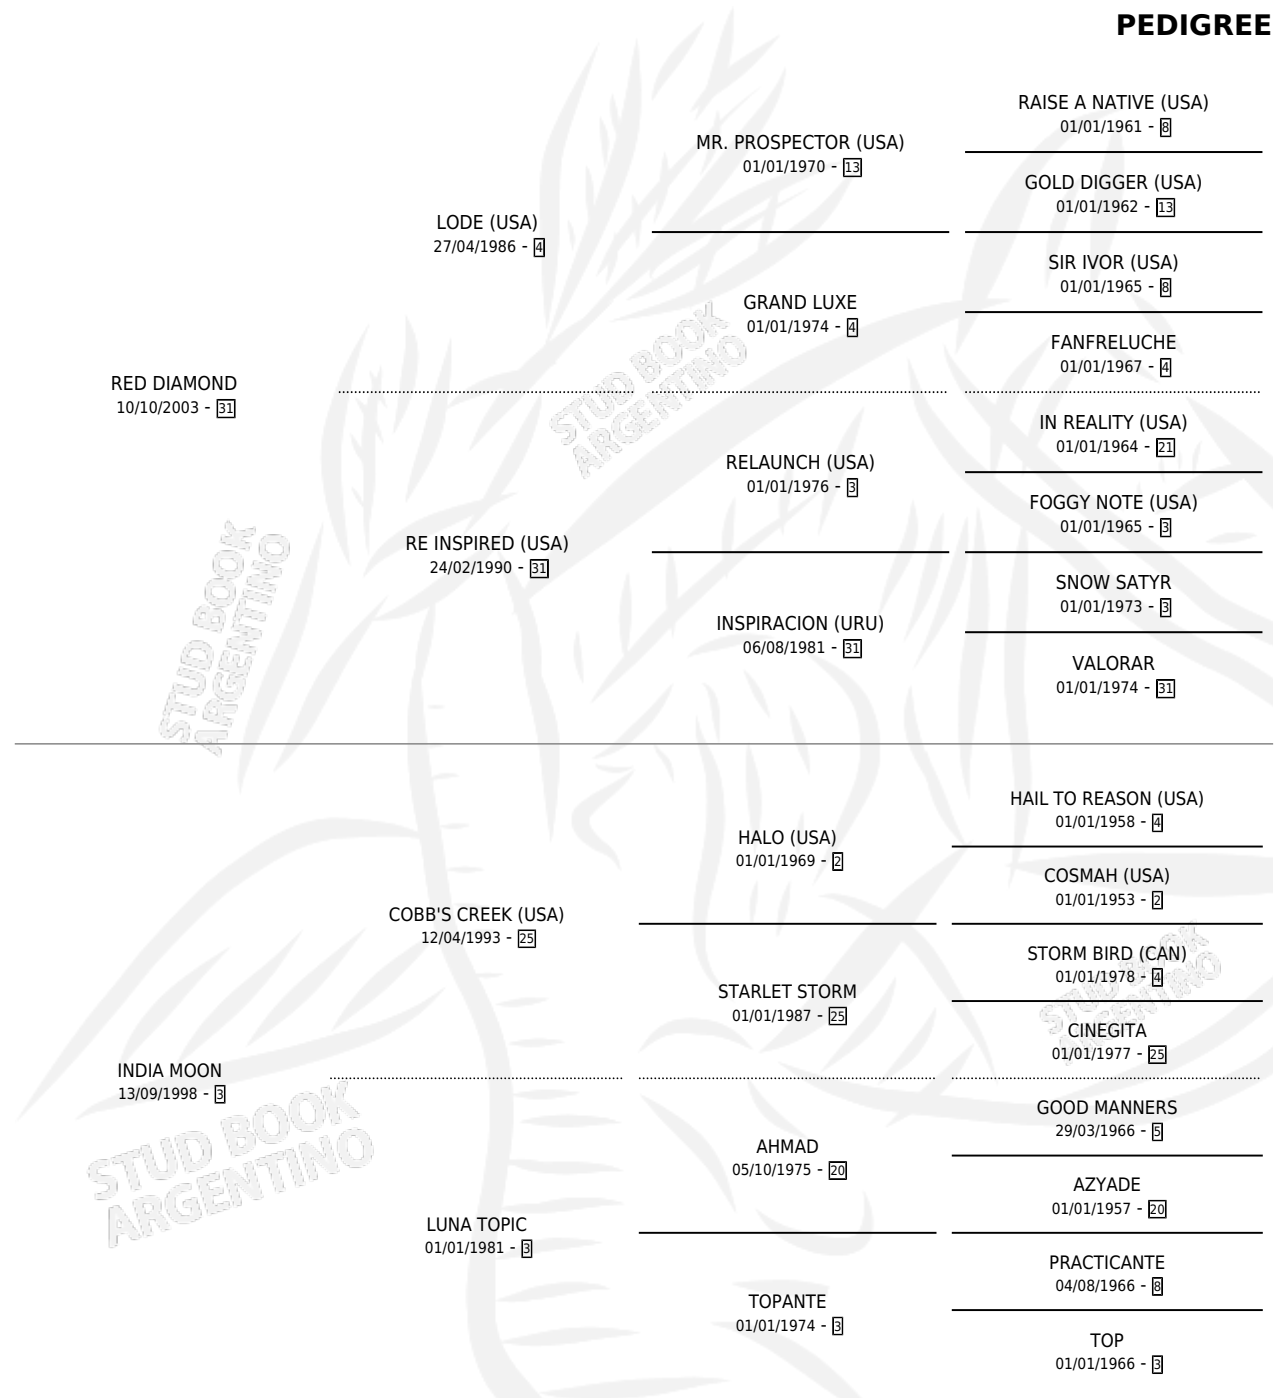 PEDIGREE
RAISE A NATIVE (USA)
01/01/1961 - 8
MR. PROSPECTOR (USA)
01/01/1970 - 13
GOLD DIGGER (USA)
01/01/1962 - 13
LODE (USA)
27/04/1986 - 4
SIR IVOR (USA)
01/01/1965 - 8
GRAND LUXE
01/01/1974 - 4
FANFRELUCHE
01/01/1967 - 4
RED DIAMOND
10/10/2003 - 31
IN REALITY (USA)
01/01/1964 - 21
RELAUNCH (USA)
01/01/1976 - 3
FOGGY NOTE (USA)
01/01/1965 - 3
RE INSPIRED (USA)
24/02/1990 - 31
SNOW SATYR
01/01/1973 - 3
INSPIRACION (URU)
06/08/1981 - 31
VALORAR
01/01/1974 - 31
HAIL TO REASON (USA)
01/01/1958 - 4
HALO (USA)
01/01/1969 - 2
COSMAH (USA)
01/01/1953 - 2
COBB'S CREEK (USA)
12/04/1993 - 25
STORM BIRD (CAN)
01/01/1978 - 4
STARLET STORM
01/01/1987 - 25
CINEGITA
01/01/1977 - 25
INDIA MOON
13/09/1998 - 3
GOOD MANNERS
29/03/1966 - 5
AHMAD
05/10/1975 - 20
AZYADE
01/01/1957 - 20
LUNA TOPIC
01/01/1981 - 3
PRACTICANTE
04/08/1966 - 8
TOPANTE
01/01/1974 - 3
TOP
01/01/1966 - 3
STUD BOOK
ARGENTINO
STUD BOOK
ARGENTINO
STUD BOOK
ARGENTINO
STUD BOOK
ARGENTINO